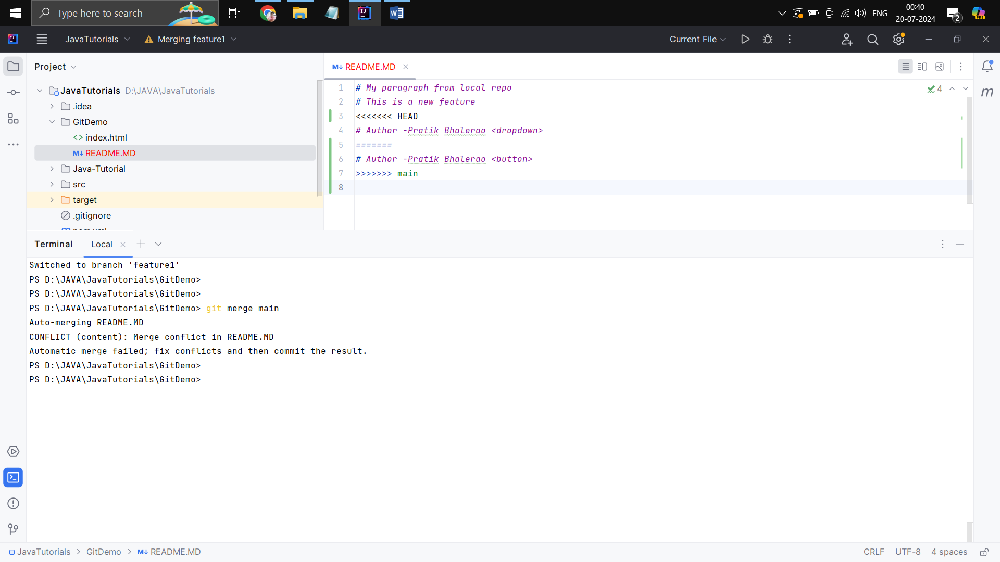 Type here to search
ENG
00:40
20-07-2024
2
PRE
JavaTutorials
Merging feature1
Current File
Project
README.MD
JavaTutorials D:\JAVA\JavaTutorials
.idea
GitDemo
index.html
README.MD
Java-Tutorial
src
target
.gitignore
1 # My paragraph from local repo
2 # This is a new feature
3 <<<<<<< HEAD
4 # Author -Pratik Bhalerao <dropdown>
5 =======
6 # Author -Pratik Bhalerao <button>
7 >>>>>>> main
8
4
m
Terminal
Local
Switched to branch 'feature1'
PS D:\JAVA\JavaTutorials\GitDemo>
PS D:\JAVA\JavaTutorials\GitDemo>
PS D:\JAVA\JavaTutorials\GitDemo> git merge main
Auto-merging README.MD
CONFLICT (content): Merge conflict in README.MD
Automatic merge failed; fix conflicts and then commit the result.
PS D:\JAVA\JavaTutorials\GitDemo>
PS D:\JAVA\JavaTutorials\GitDemo>
JavaTutorials > GitDemo > README.MD
CRLF UTF-8 4 spaces